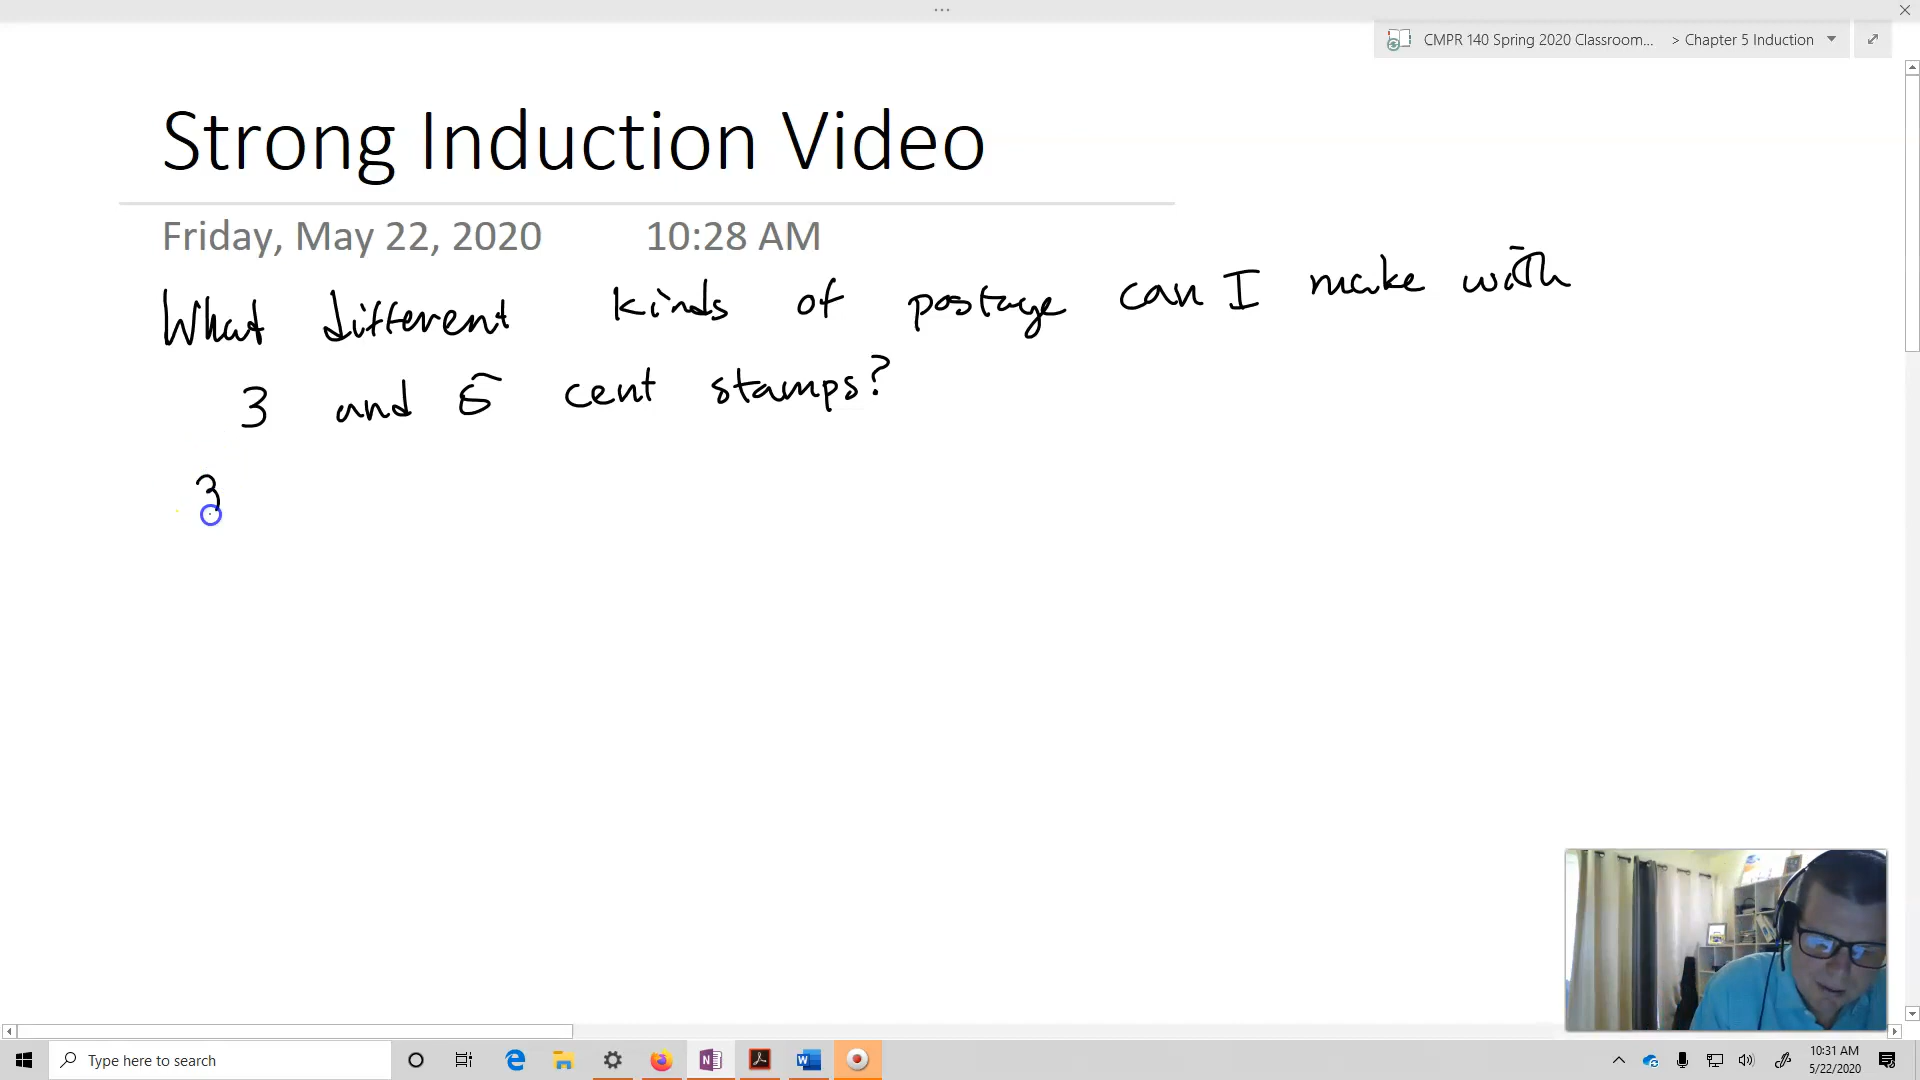 ...
CMPR 140 Spring 2020 Classroom... > Chapter 5 Induction
Strong Induction Video
Friday, May 22, 2020 10:28 AM
What different kinds of postage can I make with
3 and 5 cent stamps?
3
Type here to search
10:31 AM
5/22/2020